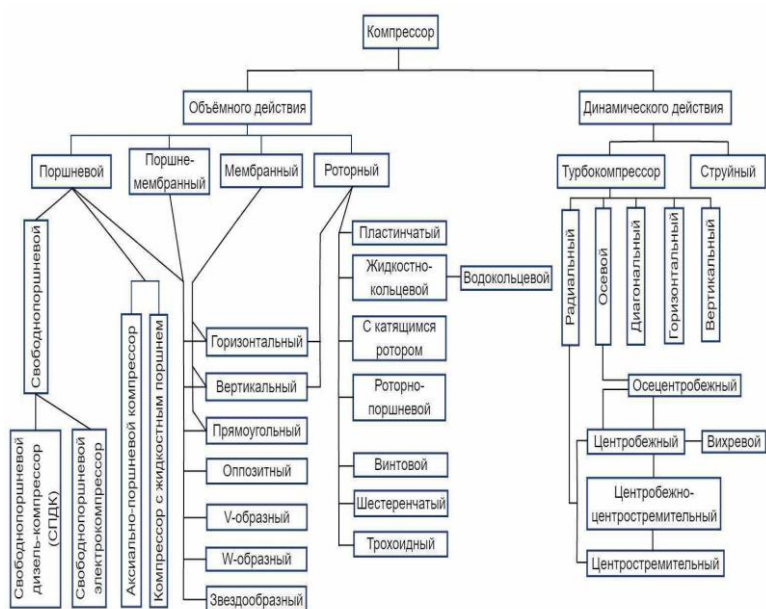 Компрессор
Объёмного действия
Динамического действия
Поршневой
Поршне-
мембранный
Мембранный
Роторный
Турбокомпрессор
Струйный
Свободнопоршневой
Свободнопоршневой
дизель-компрессор
(СПДК)
Свободнопоршневой
электрокомпрессор
Аксиально-поршневой компрессор
Компрессор с жидкостным поршнем
Горизонтальный
Вертикальный
Прямоугольный
Оппозитный
V-образный
W-образный
Звездообразный
Пластинчатый
Жидкостно-
кольцевой
Водокольцевой
С катящимся
ротором
Роторно-
поршневой
Винтовой
Шестеренчатый
Трохоидный
Радиальный
Осевой
Диагональный
Горизонтальный
Вертикальный
Осецентробежный
Центробежный
Вихревой
Центробежно-
центростремительный
Центростремительный